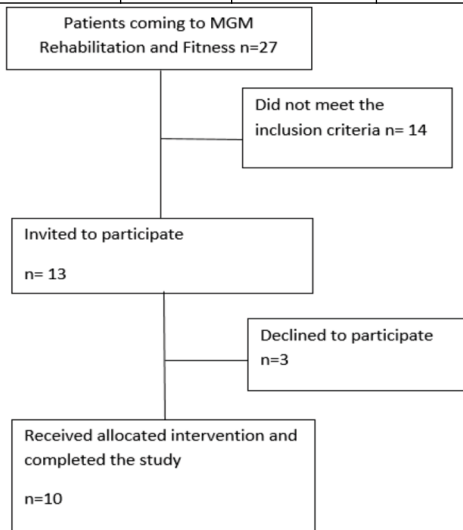 Patients coming to MGM
Rehabilitation and Fitness n=27
Did not meet the
inclusion criteria n= 14
Invited to participate
n= 13
Declined to participate
n=3
Received allocated intervention and
completed the study
n=10